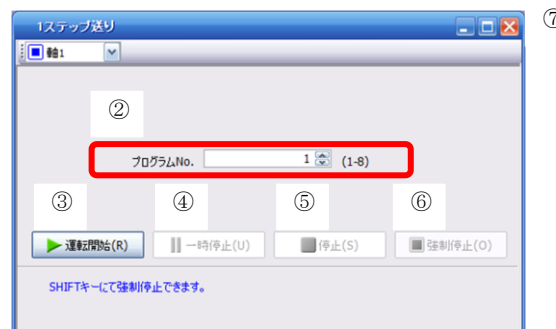 1ステップ送り
⑦
軸1
②
プログラムNo. 1 (1-8)
③ ④ ⑤ ⑥
運転開始(R) 一時停止(U) 停止(S) 強制停止(O)
SHIFTキーにて強制停止できます。